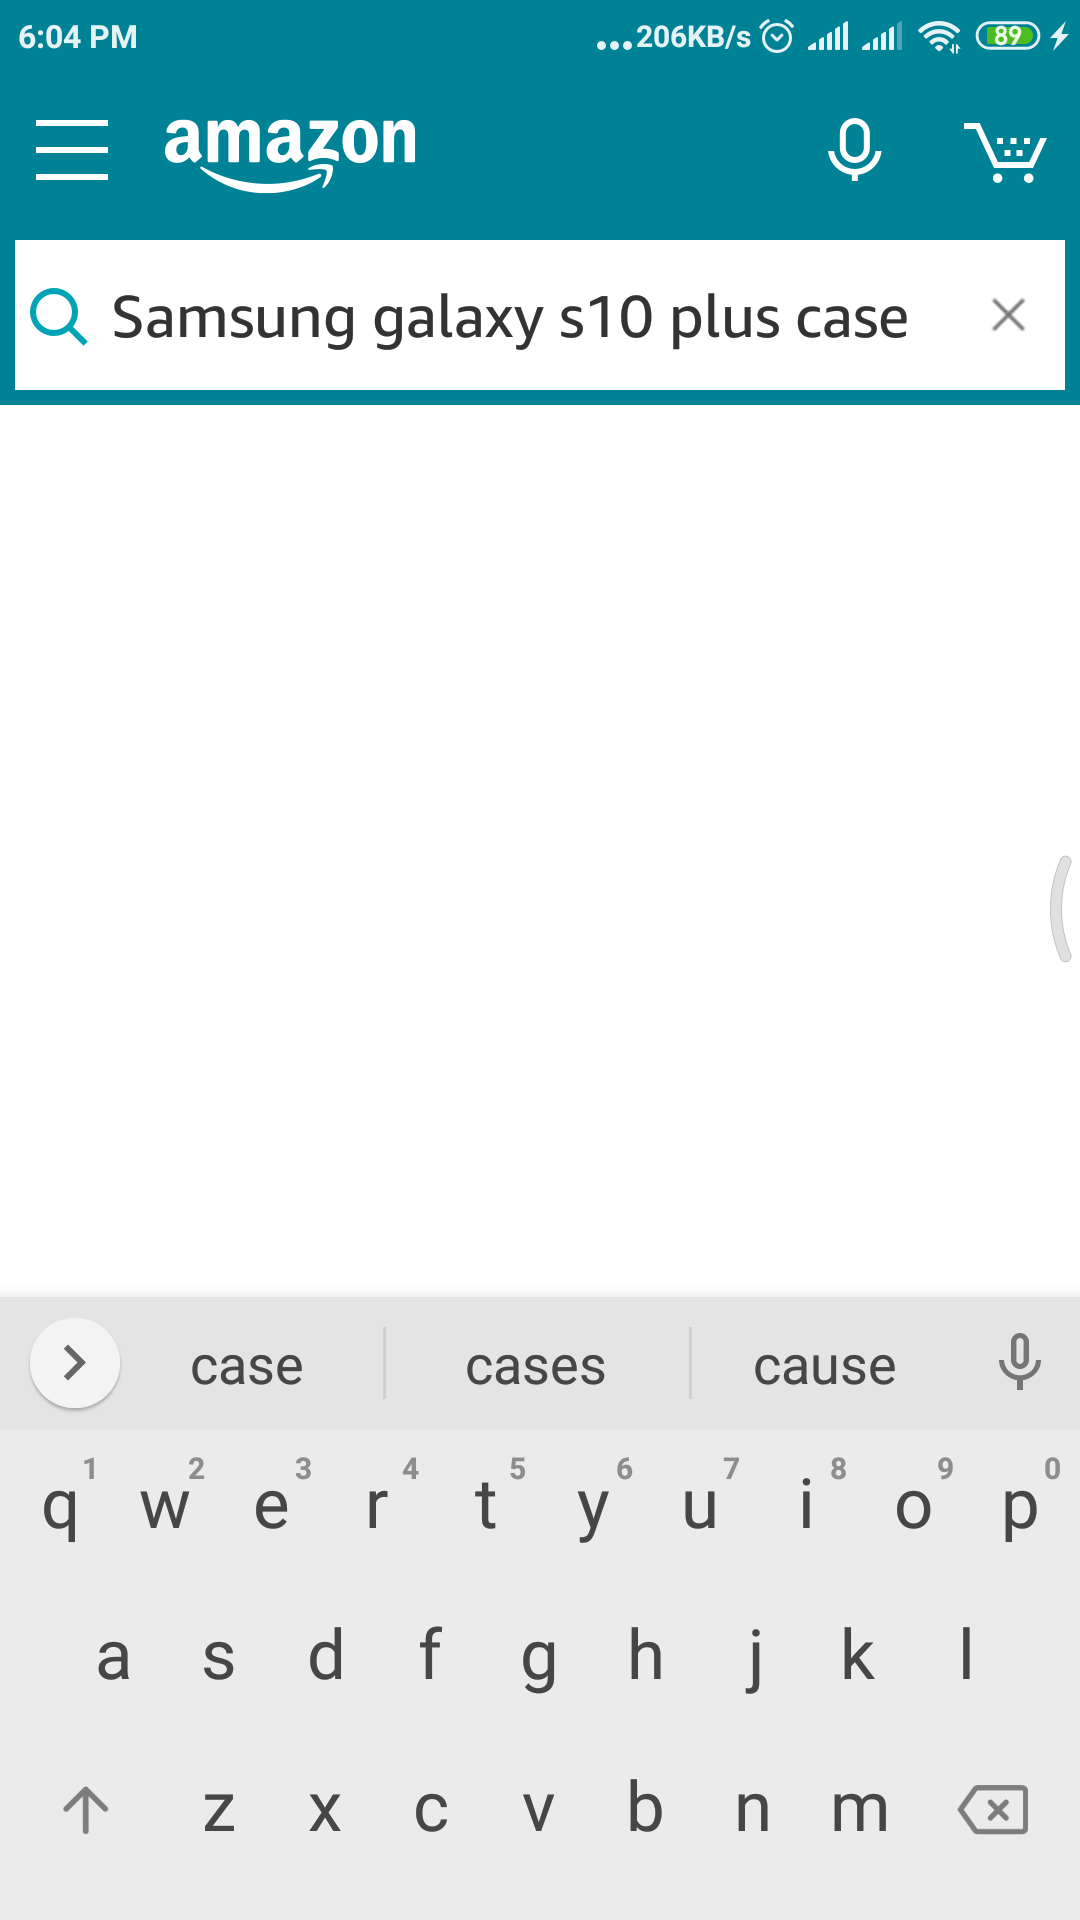 6:04 PM ...206KB/s 89
amazon
Samsung galaxy s10 plus case
case cases cause
1 2 3 4 5 6 7 8 9 0
q w e r t y u i o p
a s d f g h j k l
z x c v b n m